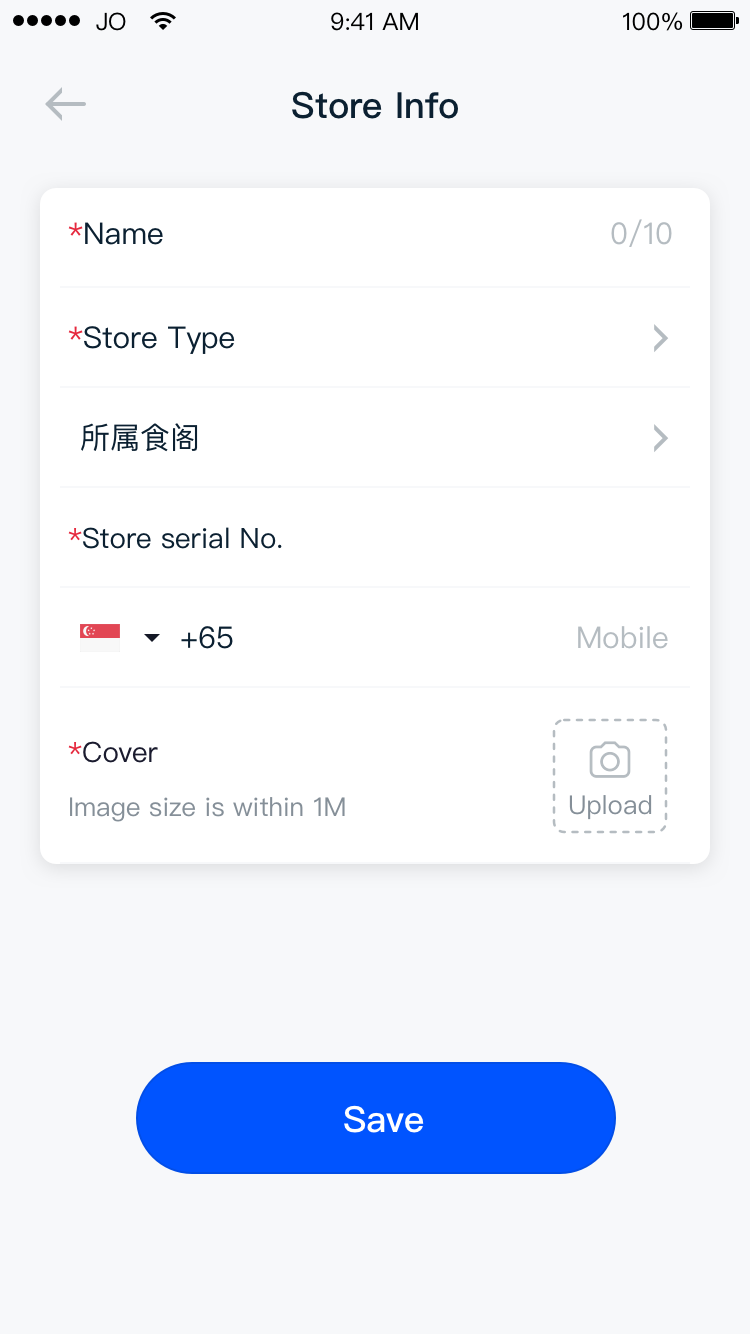 JO 9:41 AM 100%
Store Info
*Name 0/10
*Store Type
所属食阁
*Store serial No.
+65 Mobile
*Cover
Image size is within 1M
Upload
Save